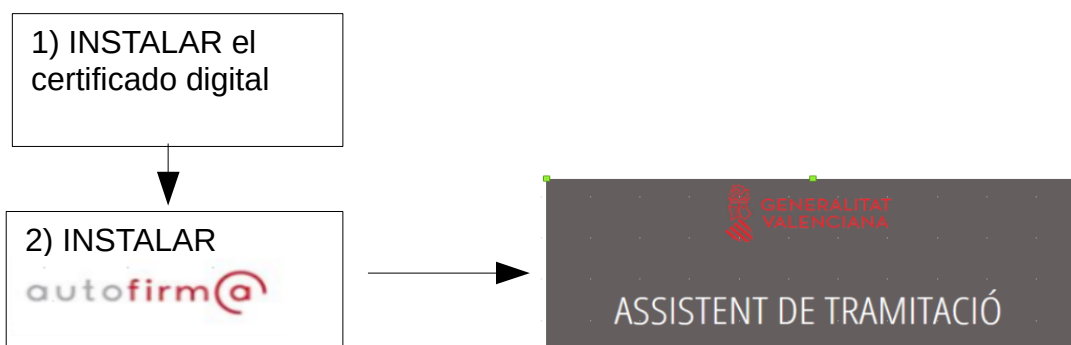 1) INSTALAR el
certificado digital
2) INSTALAR
autofirm@
GENERALITAT
VALENCIANA
ASSISTENT DE TRAMITACIÓ